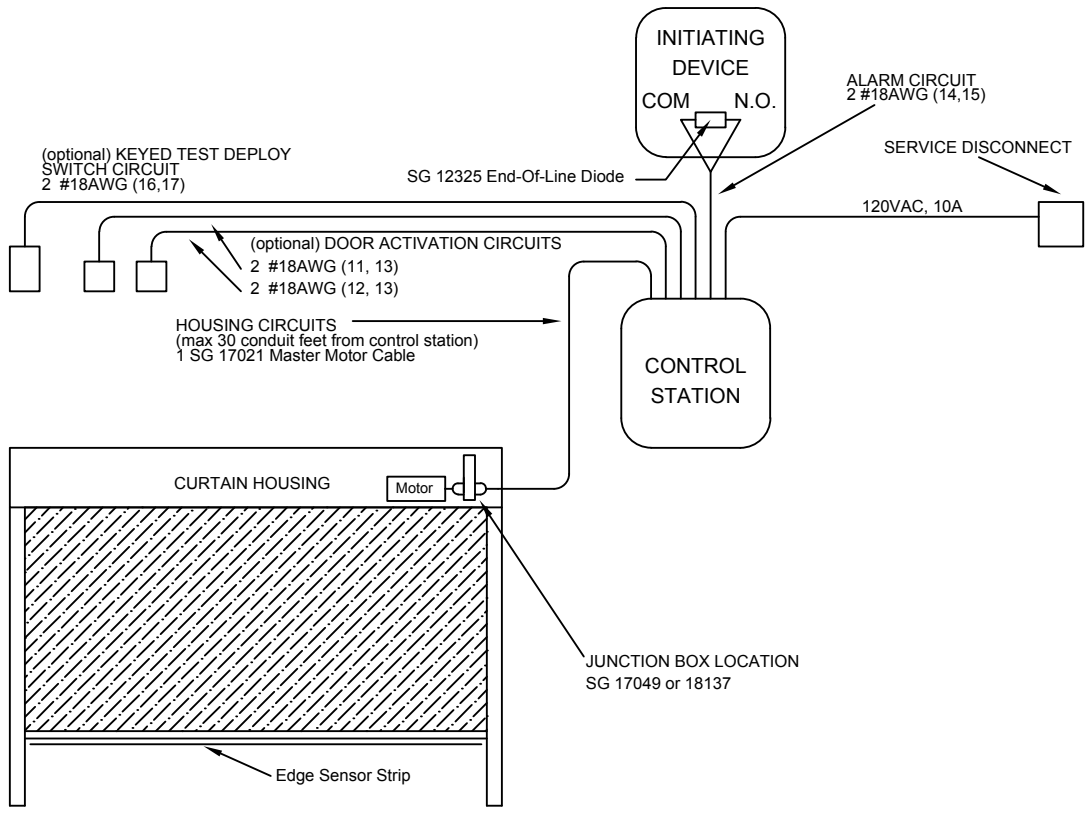 INITIATING
DEVICE
COM N.O.
ALARM CIRCUIT
2 #18AWG (14,15)
SERVICE DISCONNECT
(optional) KEYED TEST DEPLOY
SWITCH CIRCUIT
2 #18AWG (16,17)
SG 12325 End-Of-Line Diode
120VAC, 10A
(optional) DOOR ACTIVATION CIRCUITS
2 #18AWG (11, 13)
2 #18AWG (12, 13)
HOUSING CIRCUITS
(max 30 conduit feet from control station)
1 SG 17021 Master Motor Cable
CONTROL
STATION
CURTAIN HOUSING
Motor
JUNCTION BOX LOCATION
SG 17049 or 18137
Edge Sensor Strip